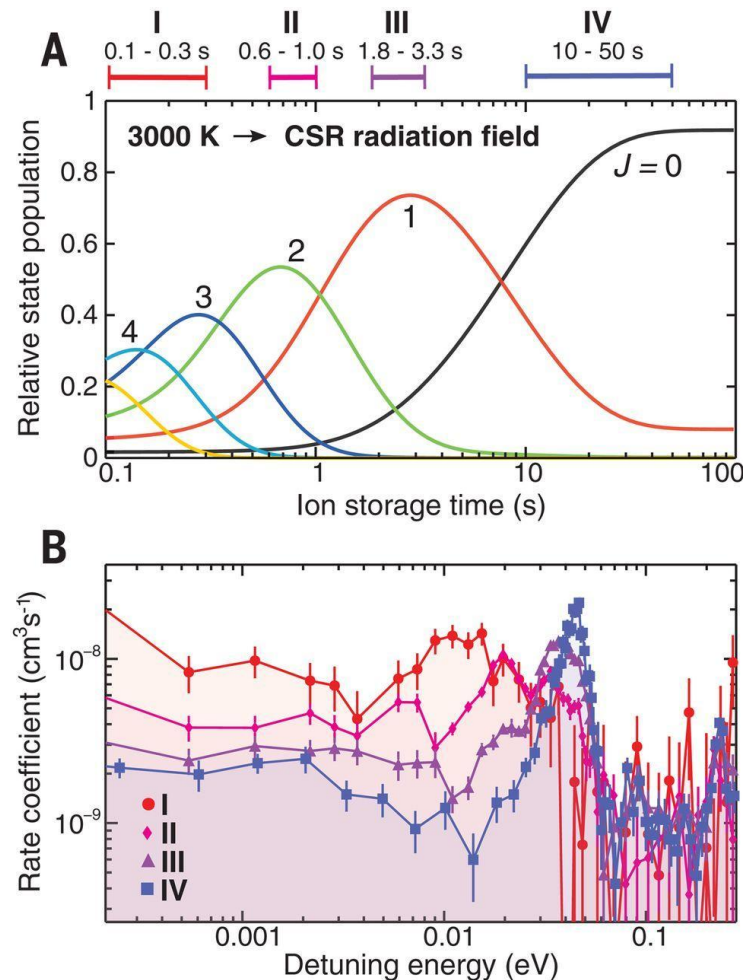 I II III IV
A 0.1 - 0.3 s 0.6 - 1.0 s 1.8 - 3.3 s 10 - 50 s
1
3000 K → CSR radiation field
J = 0
0.8
1
0.6
2
3
0.4
4
0.2
0
0.1 1 10 100
Relative state population
Ion storage time (s)
B
10⁻⁸
10⁻⁹
Rate coefficient (cm³s⁻¹)
I
II
III
IV
0.001 0.01 0.1
Detuning energy (eV)